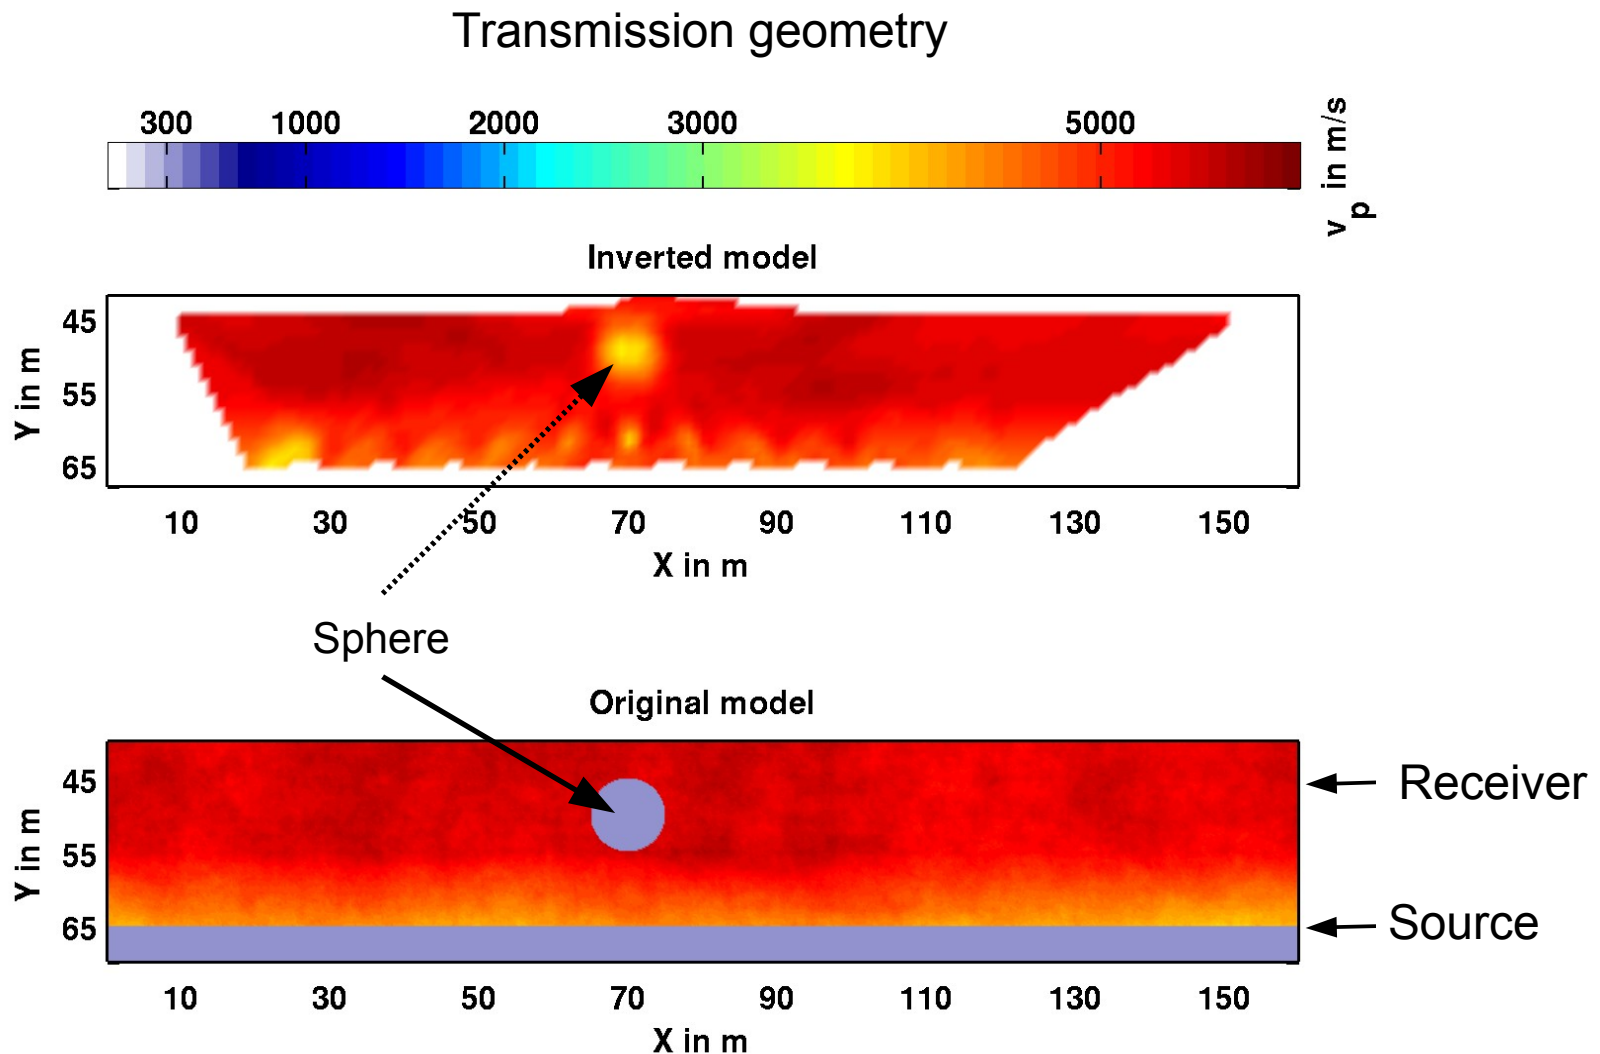 Transmission geometry
300 1000 2000 3000 5000
v p in m/s
Inverted model
45
55
65
Y in m
10 30 50 70 90 110 130 150
X in m
Sphere
Original model
45
55
65
Y in m
Receiver
Source
10 30 50 70 90 110 130 150
X in m